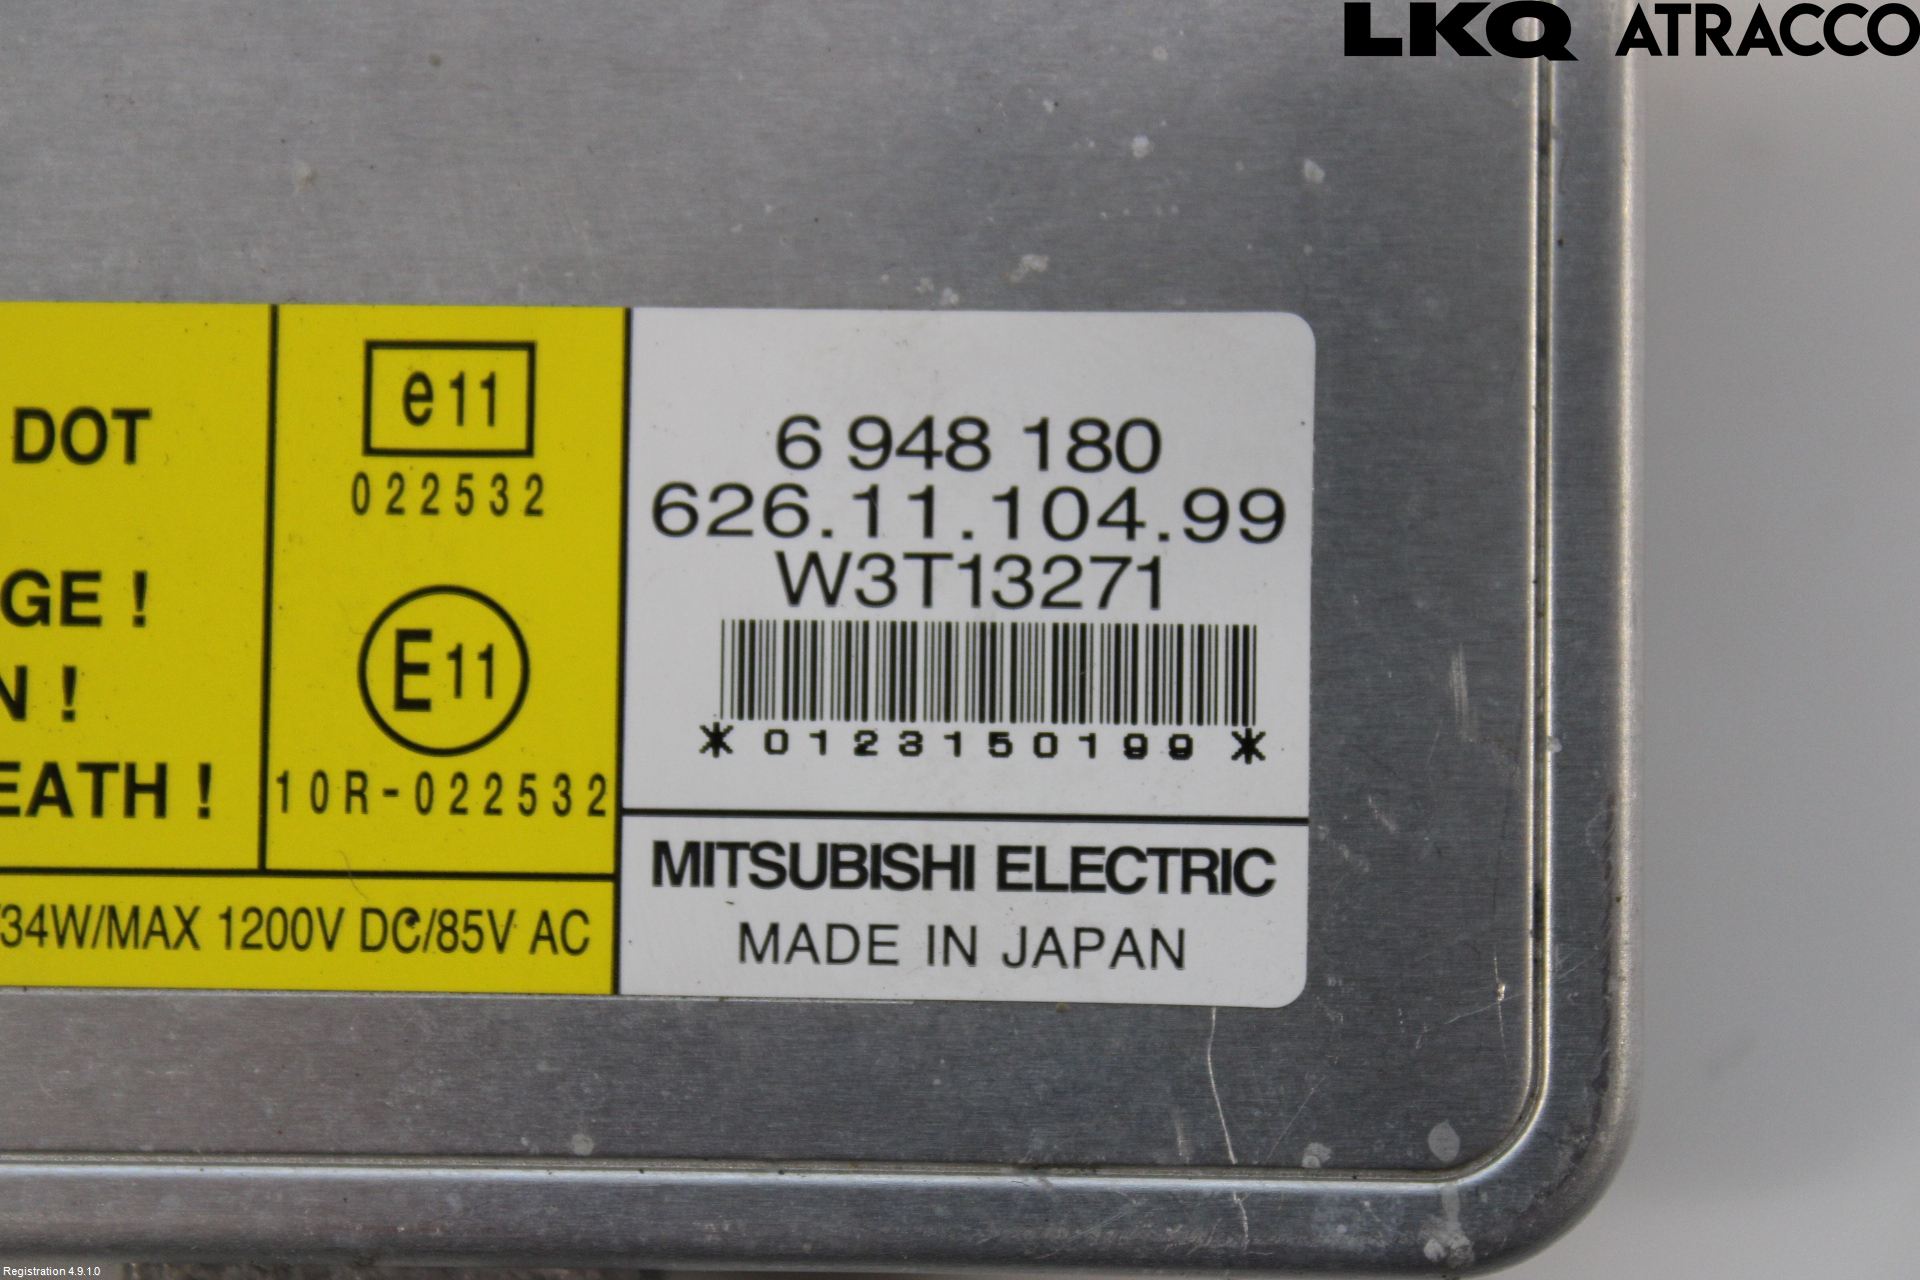 LKQ ATRACCO
DOT
GE !
N !
EATH !
e11
022532
E11
10R-022532
/34W/MAX 1200V DC/85V AC
6 948 180
626.11.104.99
W3T13271
* 0123150199 *
MITSUBISHI ELECTRIC
MADE IN JAPAN
Registration 4.9.1.0